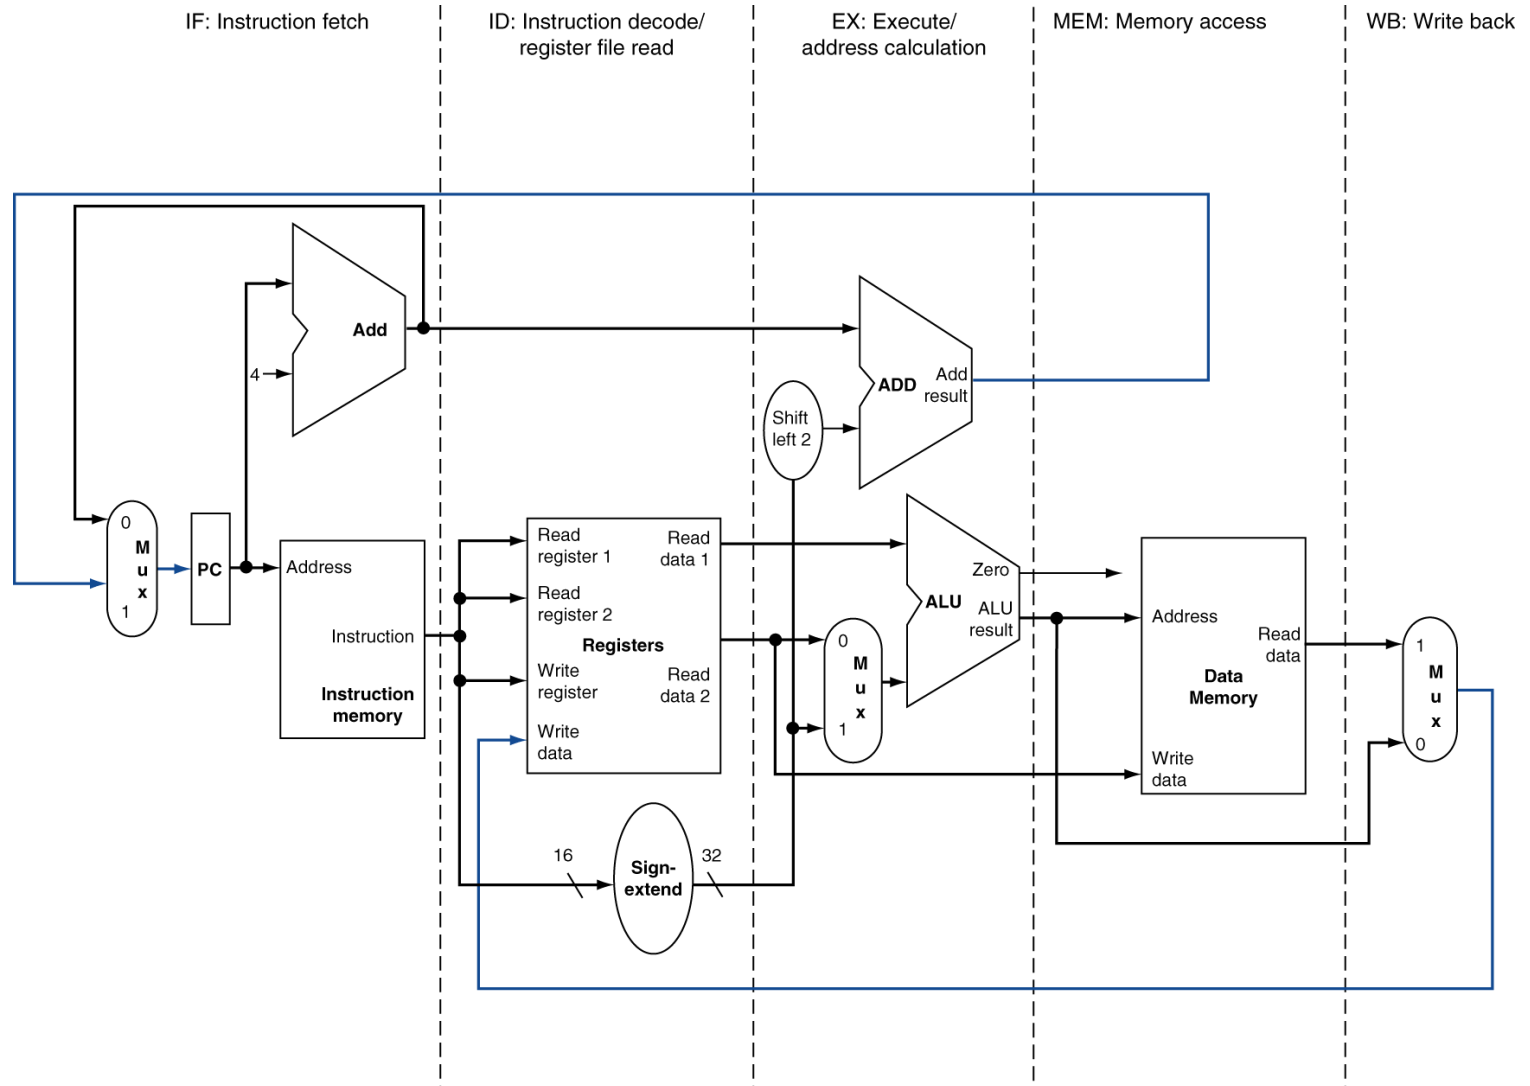 IF: Instruction fetch
ID: Instruction decode/
register file read
EX: Execute/
address calculation
MEM: Memory access
WB: Write back
Add
4
ADD
Add
result
Shift
left 2
0
M
u
x
1
PC
Address
Instruction
Instruction
memory
Read
register 1
Read
register 2
Write
register
Write
data
Registers
Read
data 1
Read
data 2
16
Sign-
extend
32
0
M
u
x
1
Zero
ALU
ALU
result
Address
Write
data
Data
Memory
Read
data
1
M
u
x
0